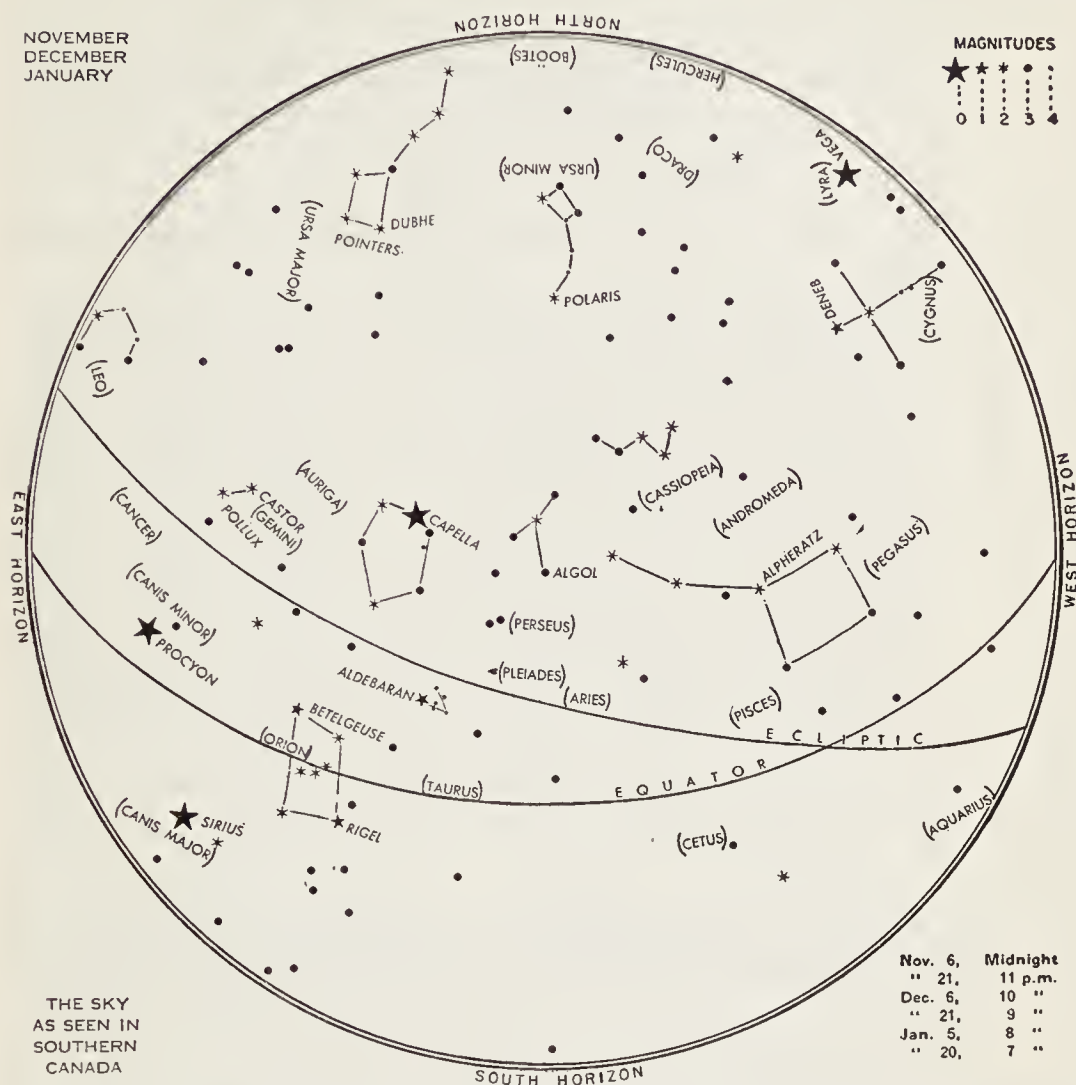 NOVEMBER
DECEMBER
JANUARY
NORTH HORIZON
MAGNITUDES
0 1 2 3 4
(BOÖTES)
(HERCULES)
(DRACO)
(URSA MINOR)
VEGA
(LYRA)
(URSA MAJOR)
DUBHE
POINTERS
POLARIS
DENEB
(CYGNUS)
(LEO)
EAST HORIZON
WEST HORIZON
(CANCER)
(AURIGA)
CASTOR
(GEMINI)
POLLUX
CAPELLA
(CASSIOPEIA)
(ANDROMEDA)
ALPHERATZ
(PEGASUS)
ALGOL
(CANIS MINOR)
PROCYON
(PERSEUS)
(PLEIADES)
ALDEBARAN
(ARIES)
(PISCES)
ECLIPTIC
BETELGEUSE
(ORION)
(TAURUS)
EQUATOR
SIRIUS
(CANIS MAJOR)
RIGEL
(CETUS)
(AQUARIUS)
Nov. 6, Midnight
" 21, 11 p.m.
Dec. 6, 10 "
" 21, 9 "
Jan. 5, 8 "
" 20, 7 "
THE SKY
AS SEEN IN
SOUTHERN
CANADA
SOUTH HORIZON